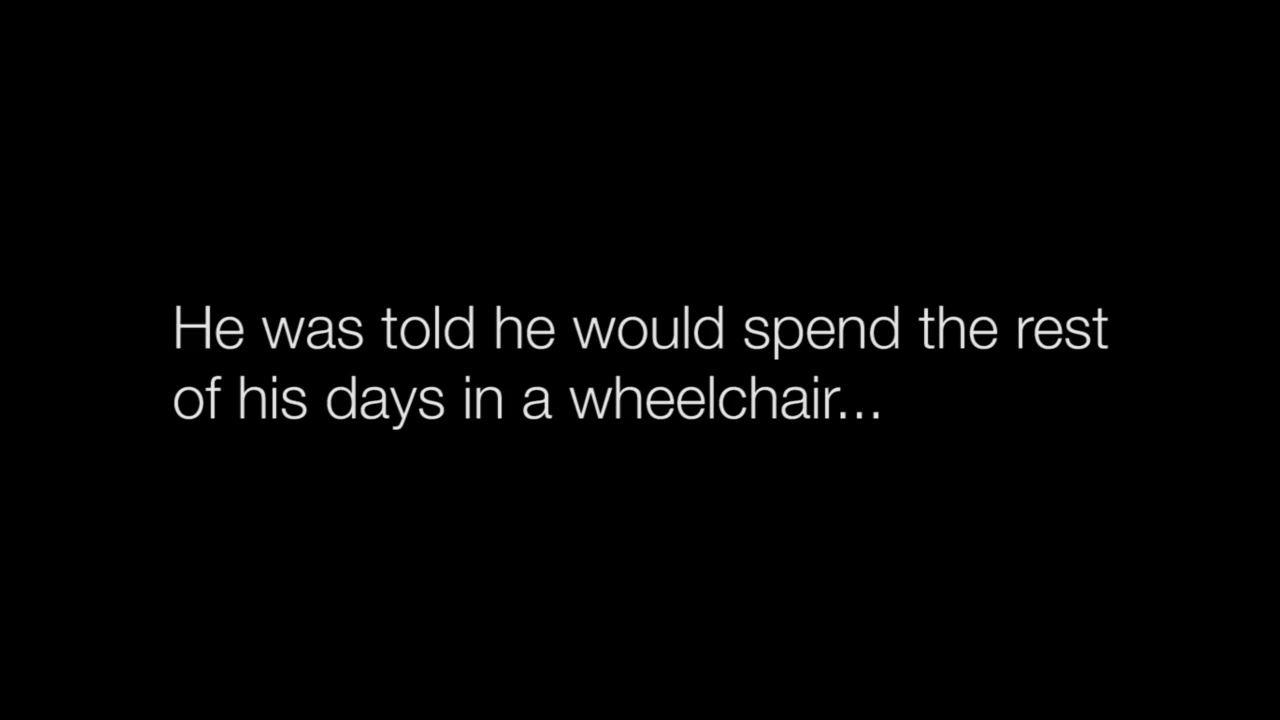 He was told he would spend the rest
of his days in a wheelchair...